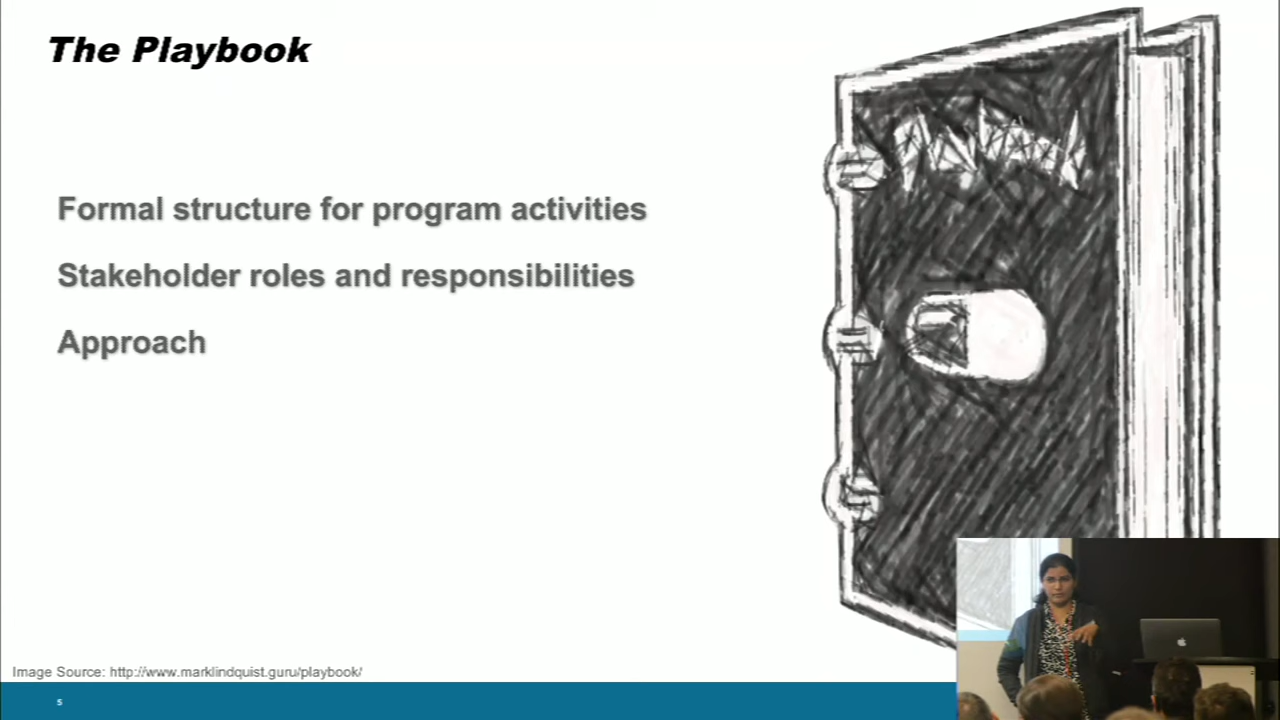 The Playbook
Formal structure for program activities
Stakeholder roles and responsibilities
Approach
Image Source: http://www.marklindquist.guru/playbook/
5